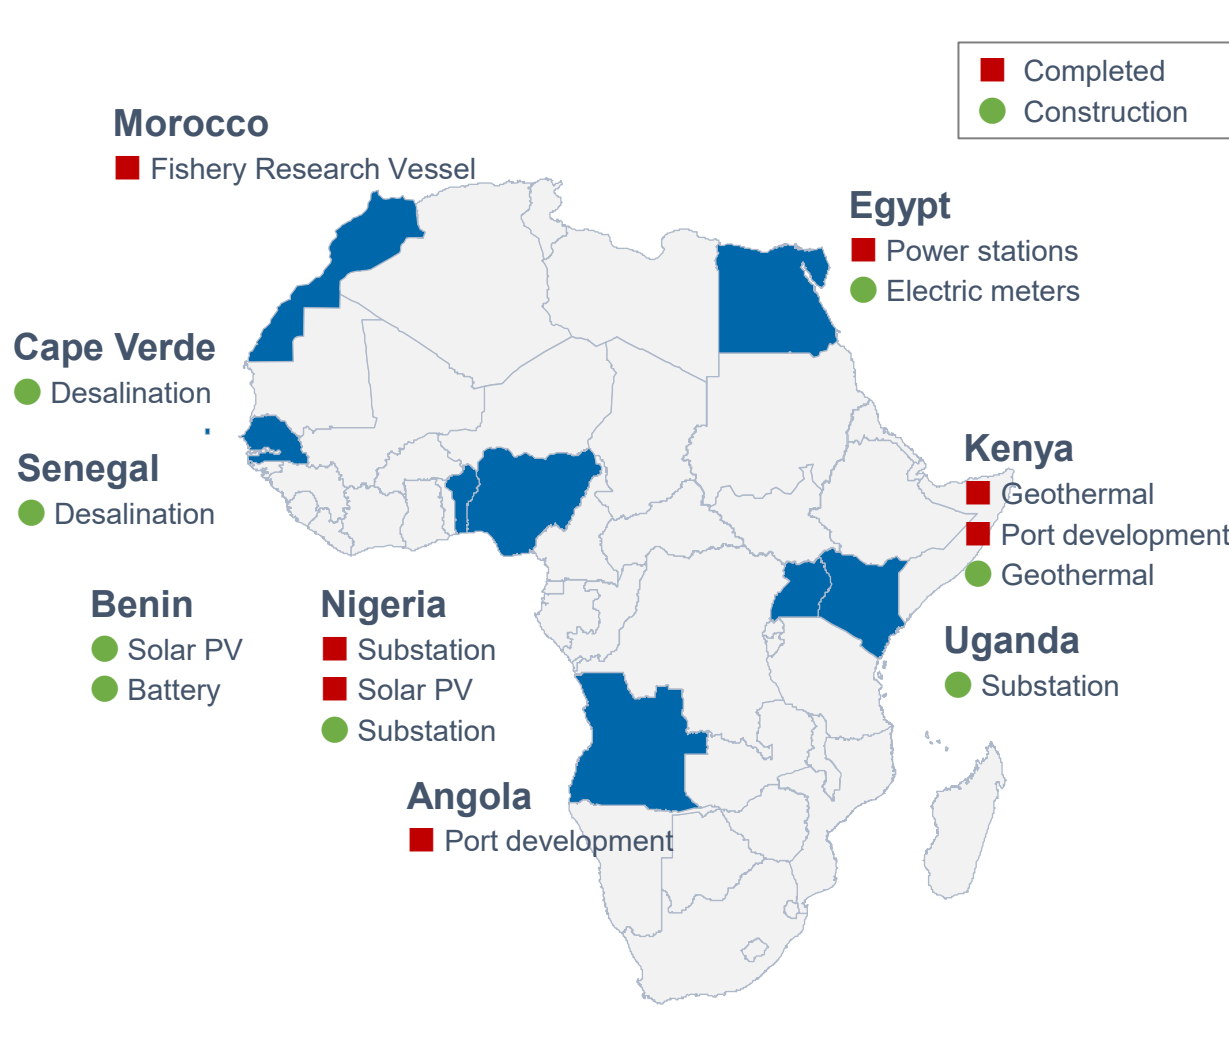 Completed
Construction
Morocco
Fishery Research Vessel
Egypt
Power stations
Electric meters
Cape Verde
Desalination
Senegal
Desalination
Kenya
Geothermal
Port development
Geothermal
Benin
Solar PV
Battery
Nigeria
Substation
Solar PV
Substation
Uganda
Substation
Angola
Port development